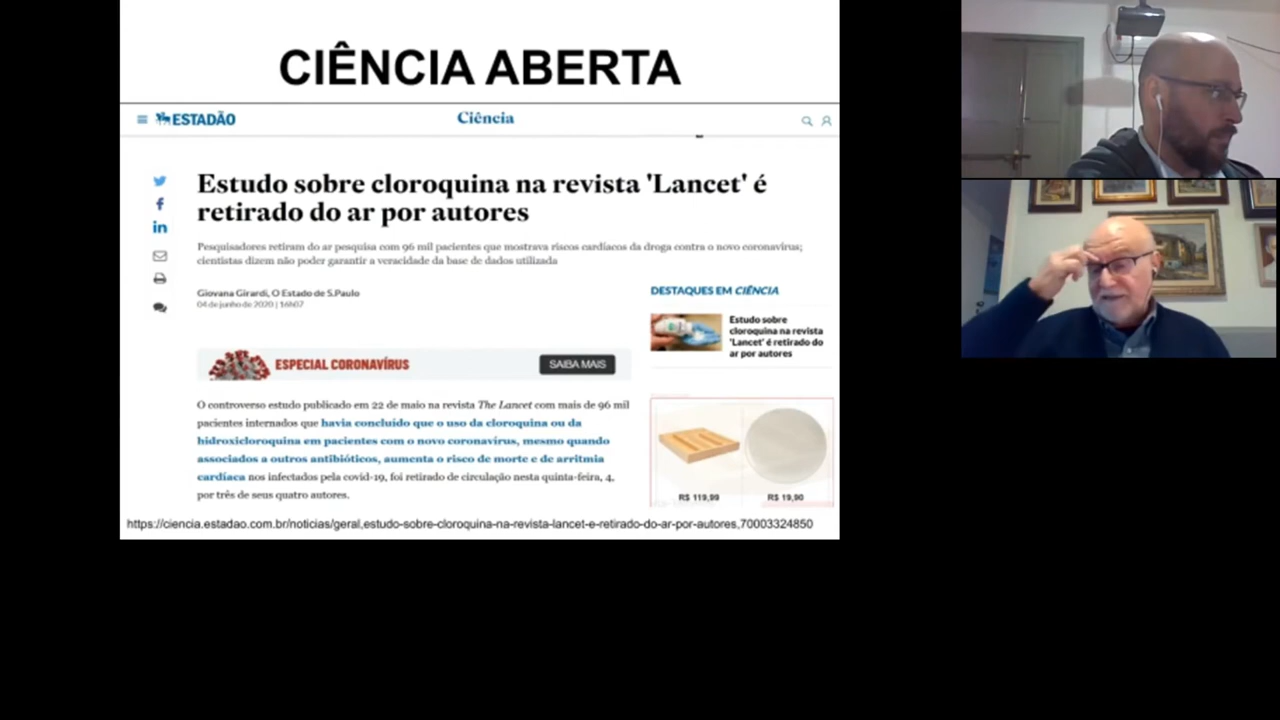 CIÊNCIA ABERTA
ESTADÃO
Ciência
Estudo sobre cloroquina na revista 'Lancet' é
retirado do ar por autores
Pesquisadores retiram do ar pesquisa com 96 mil pacientes que mostrava riscos cardíacos da droga contra o novo coronavírus;
cientistas dizem não poder garantir a veracidade da base de dados utilizada
Giovana Girardi, O Estado de S.Paulo
04 de junho de 2020 | 16h07
DESTAQUES EM CIÊNCIA
Estudo sobre
cloroquina na revista
'Lancet' é retirado do
ar por autores
ESPECIAL CORONAVÍRUS
SAIBA MAIS
O controverso estudo publicado em 22 de maio na revista The Lancet com mais de 96 mil
pacientes internados que havia concluído que o uso da cloroquina ou da
hidroxicloroquina em pacientes com o novo coronavírus, mesmo quando
associados a outros antibióticos, aumenta o risco de morte e de arritmia
cardíaca nos infectados pela covid-19, foi retirado de circulação nesta quinta-feira, 4,
por três de seus quatro autores.
R$ 119,99
R$ 19,90
https://ciencia.estadao.com.br/noticias/geral,estudo-sobre-cloroquina-na-revista-lancet-e-retirado-do-ar-por-autores,70003324850